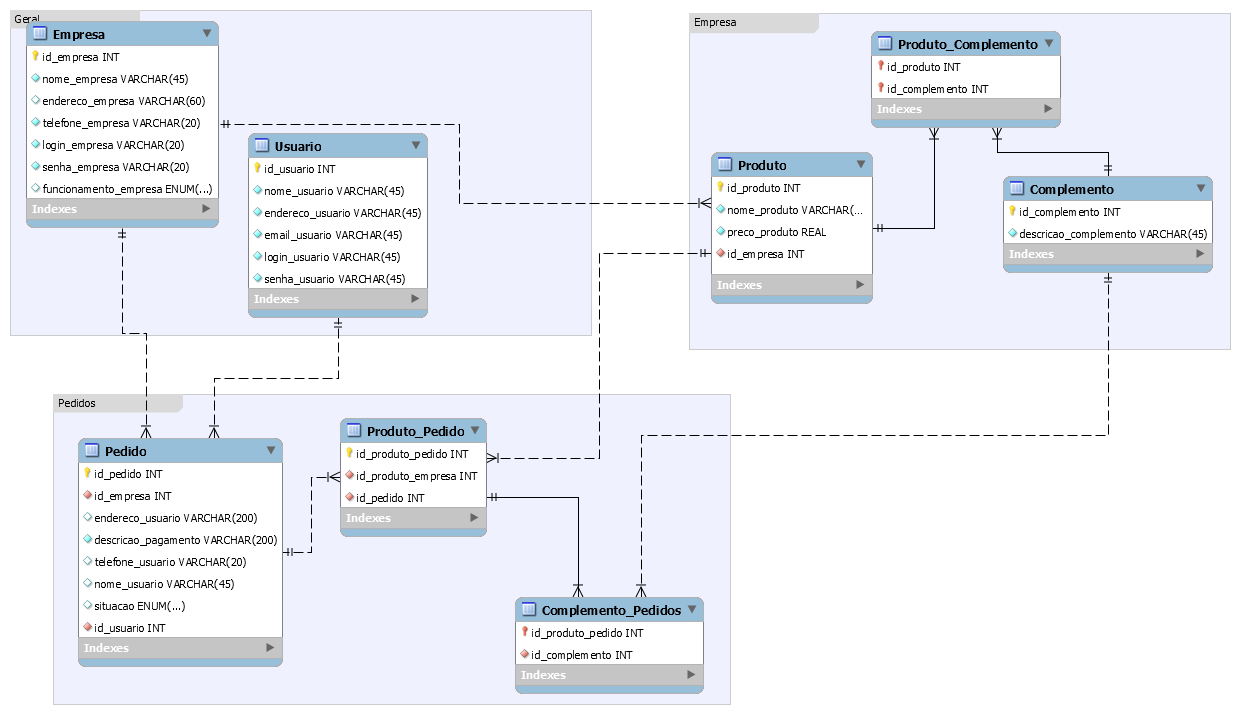 Geral
Empresa
id_empresa INT
nome_empresa VARCHAR(45)
endereco_empresa VARCHAR(60)
telefone_empresa VARCHAR(20)
login_empresa VARCHAR(20)
senha_empresa VARCHAR(20)
funcionamento_empresa ENUM(...)
Indexes
Usuario
id_usuario INT
nome_usuario VARCHAR(45)
endereco_usuario VARCHAR(45)
email_usuario VARCHAR(45)
login_usuario VARCHAR(45)
senha_usuario VARCHAR(45)
Indexes
Empresa
Produto_Complemento
id_produto INT
id_complemento INT
Indexes
Produto
id_produto INT
nome_produto VARCHAR(...
preco_produto REAL
id_empresa INT
Indexes
Complemento
id_complemento INT
descricao_complemento VARCHAR(45)
Indexes
Pedidos
Pedido
id_pedido INT
id_empresa INT
endereco_usuario VARCHAR(200)
descricao_pagamento VARCHAR(200)
telefone_usuario VARCHAR(20)
nome_usuario VARCHAR(45)
situacao ENUM(...)
id_usuario INT
Indexes
Produto_Pedido
id_produto_pedido INT
id_produto_empresa INT
id_pedido INT
Indexes
Complemento_Pedidos
id_produto_pedido INT
id_complemento INT
Indexes